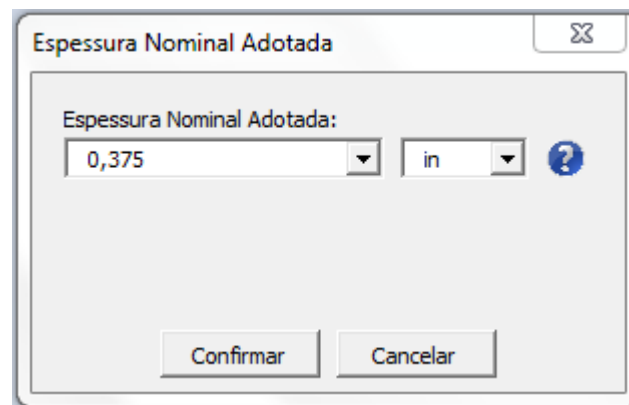 Espessura Nominal Adotada
Espessura Nominal Adotada:
0,375 in ?
Confirmar Cancelar